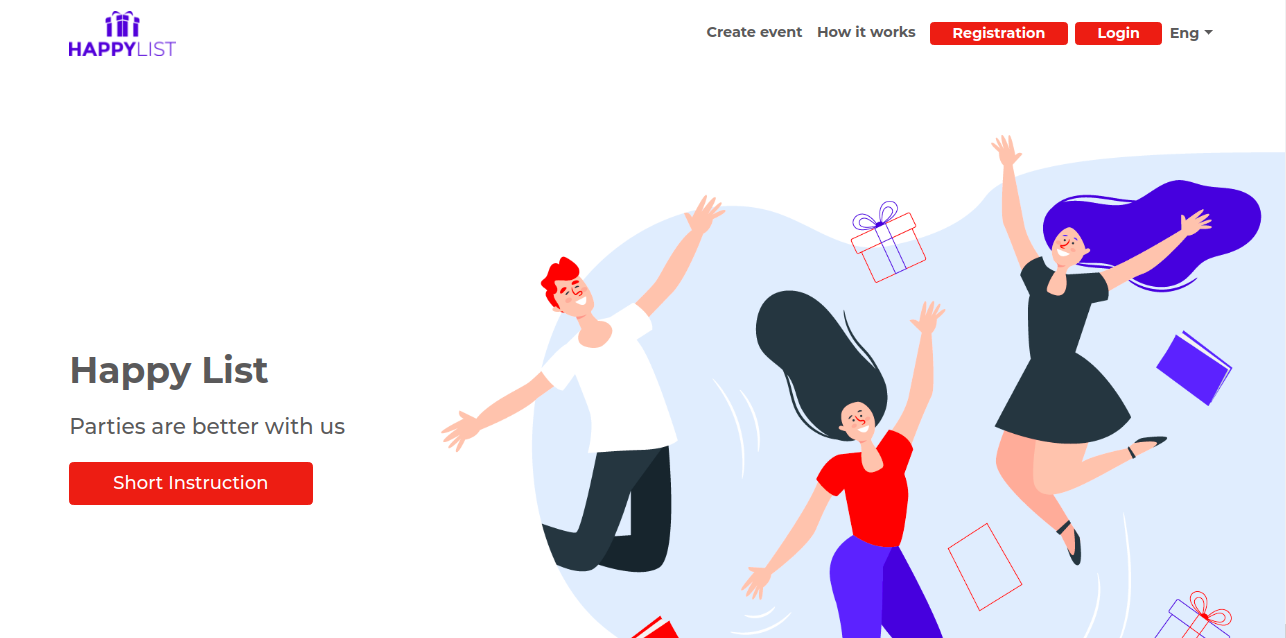 HAPPYLIST
Create event
How it works
Registration
Login
Eng
Happy List
Parties are better with us
Short Instruction